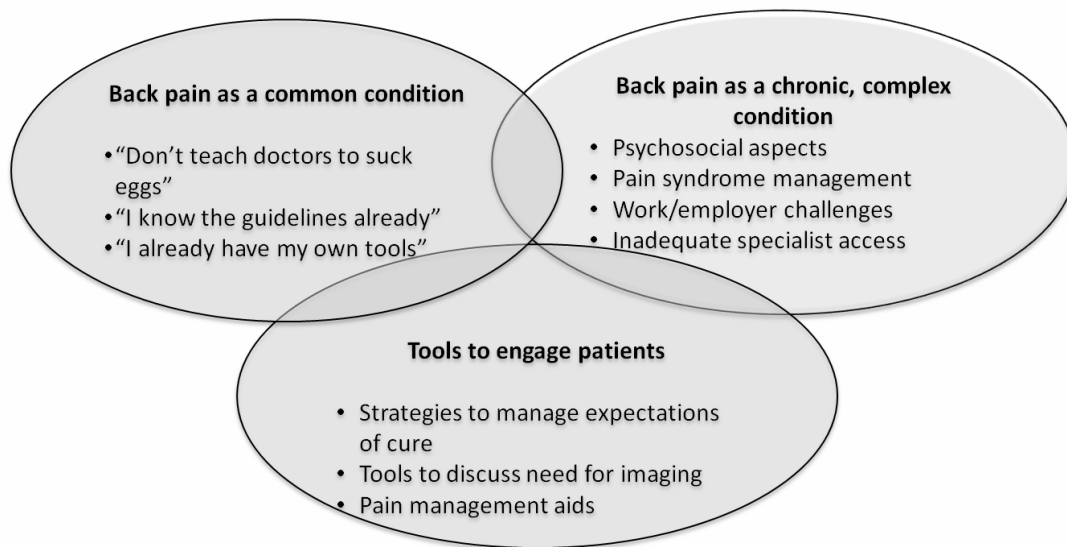 Back pain as a common condition
•“Don’t teach doctors to suck
eggs”
•“I know the guidelines already”
•“I already have my own tools”
Back pain as a chronic, complex
condition
• Psychosocial aspects
• Pain syndrome management
• Work/employer challenges
• Inadequate specialist access
Tools to engage patients
• Strategies to manage expectations
of cure
• Tools to discuss need for imaging
• Pain management aids